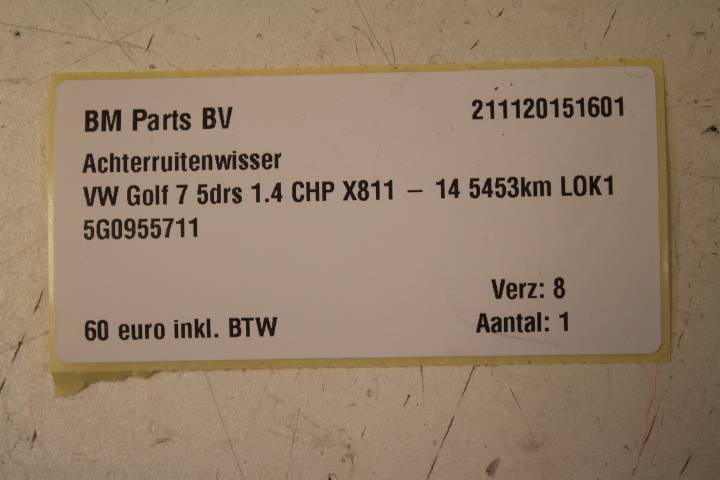 BM Parts BV 211120151601
Achterruitenwisser
VW Golf 7 5drs 1.4 CHP X811 – 14 5453km LOK1
5G0955711
Verz: 8
60 euro inkl. BTW Aantal: 1